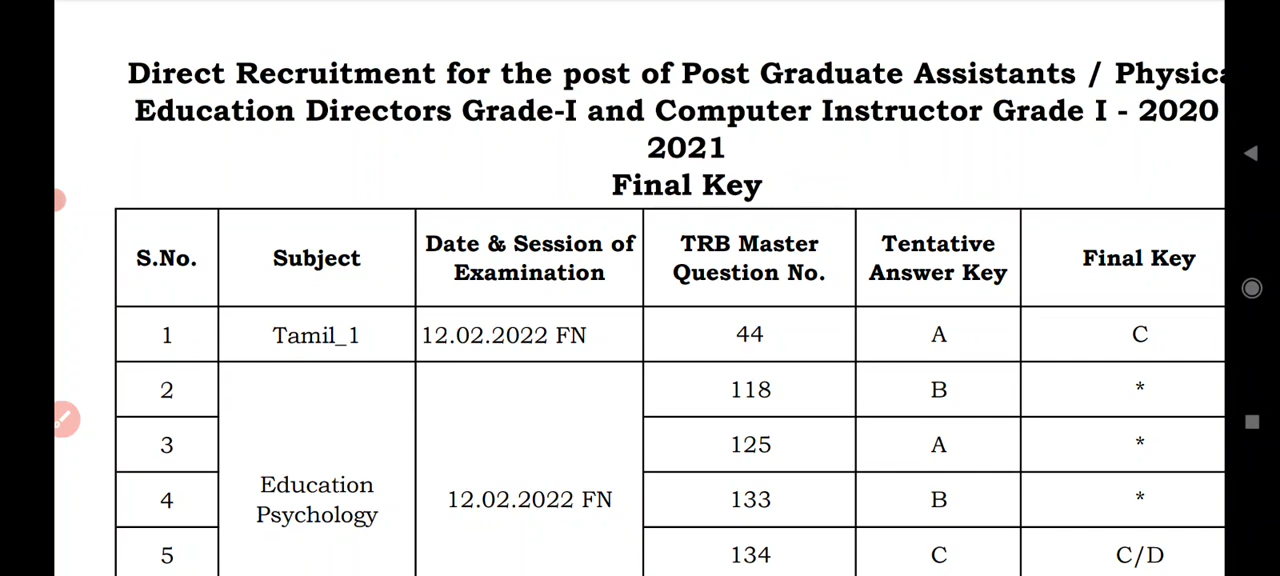 Direct Recruitment for the post of Post Graduate Assistants /
Education Directors Grade-I and Computer Instructor Grade I - 2020
2021
Final Key
S.No. Subject Date & Session of Examination TRB Master Question No. Tentative Answer Key Final Key
1 Tamil_1 12.02.2022 FN 44 A C
2 118 B *
3 125 A *
Education Psychology 12.02.2022 FN
4 133 B *
5 134 C C/D